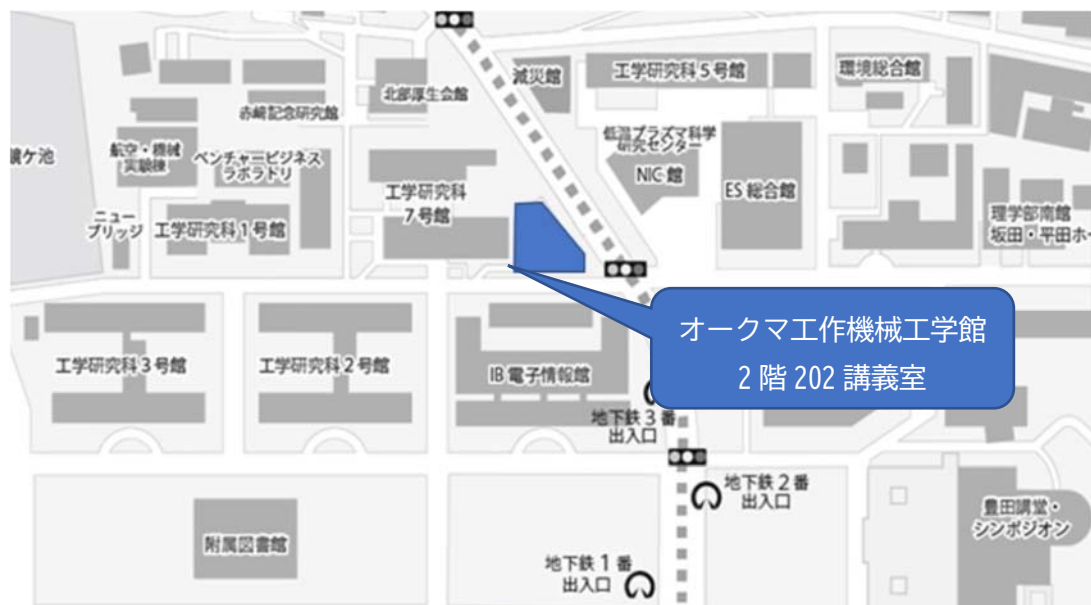 減災館
工学研究科5号館
環境総合館
北部厚生会館
赤﨑記念研究館
低温プラズマ科学
研究センター
NIC館
ES総合館
鏡ケ池
航空・機械
実験棟
ベンチャービジネス
ラボラトリ
工学研究科
7号館
ニュー
ブリッジ
工学研究科1号館
理学部南館
坂田・平田ホー
オークマ工作機械工学館
2階202講義室
工学研究科3号館
工学研究科2号館
IB電子情報館
地下鉄3番
出入口
地下鉄2番
出入口
豊田講堂・
シンポジオン
附属図書館
地下鉄1番
出入口